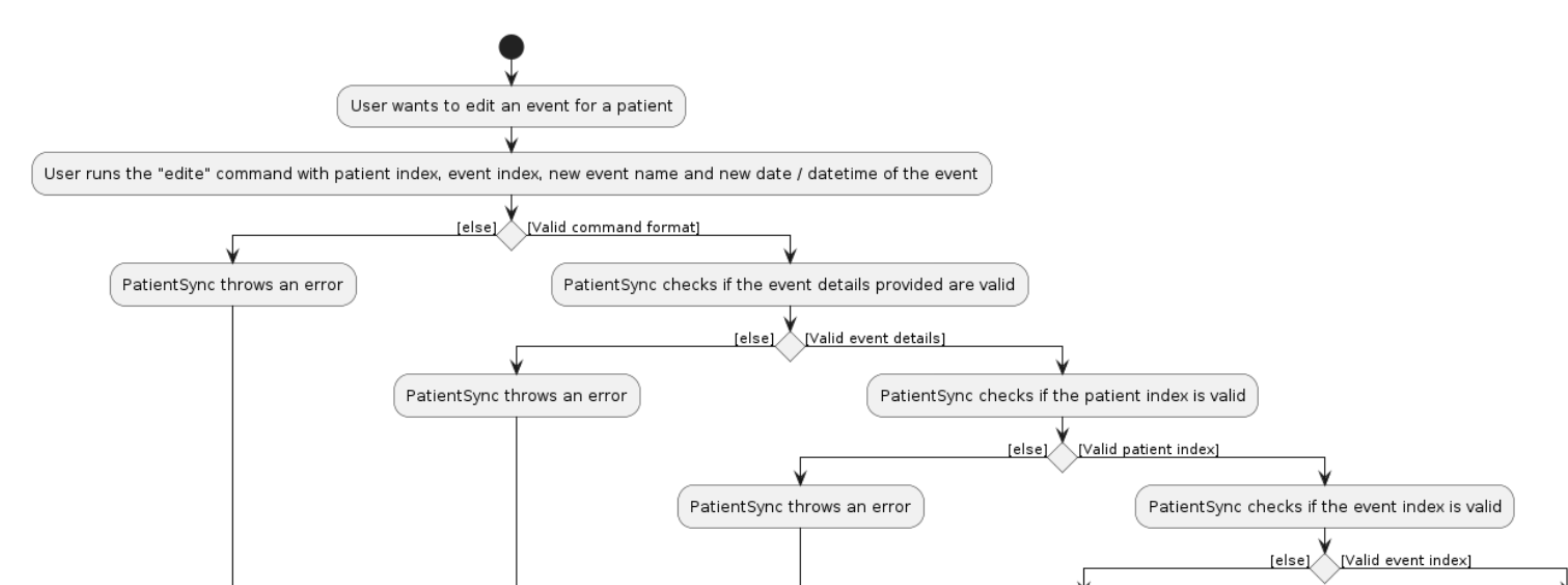 User wants to edit an event for a patient
User runs the "edite" command with patient index, event index, new event name and new date / datetime of the event
[else]
[Valid command format]
PatientSync throws an error
PatientSync checks if the event details provided are valid
[else]
[Valid event details]
PatientSync throws an error
PatientSync checks if the patient index is valid
[else]
[Valid patient index]
PatientSync throws an error
PatientSync checks if the event index is valid
[else]
[Valid event index]